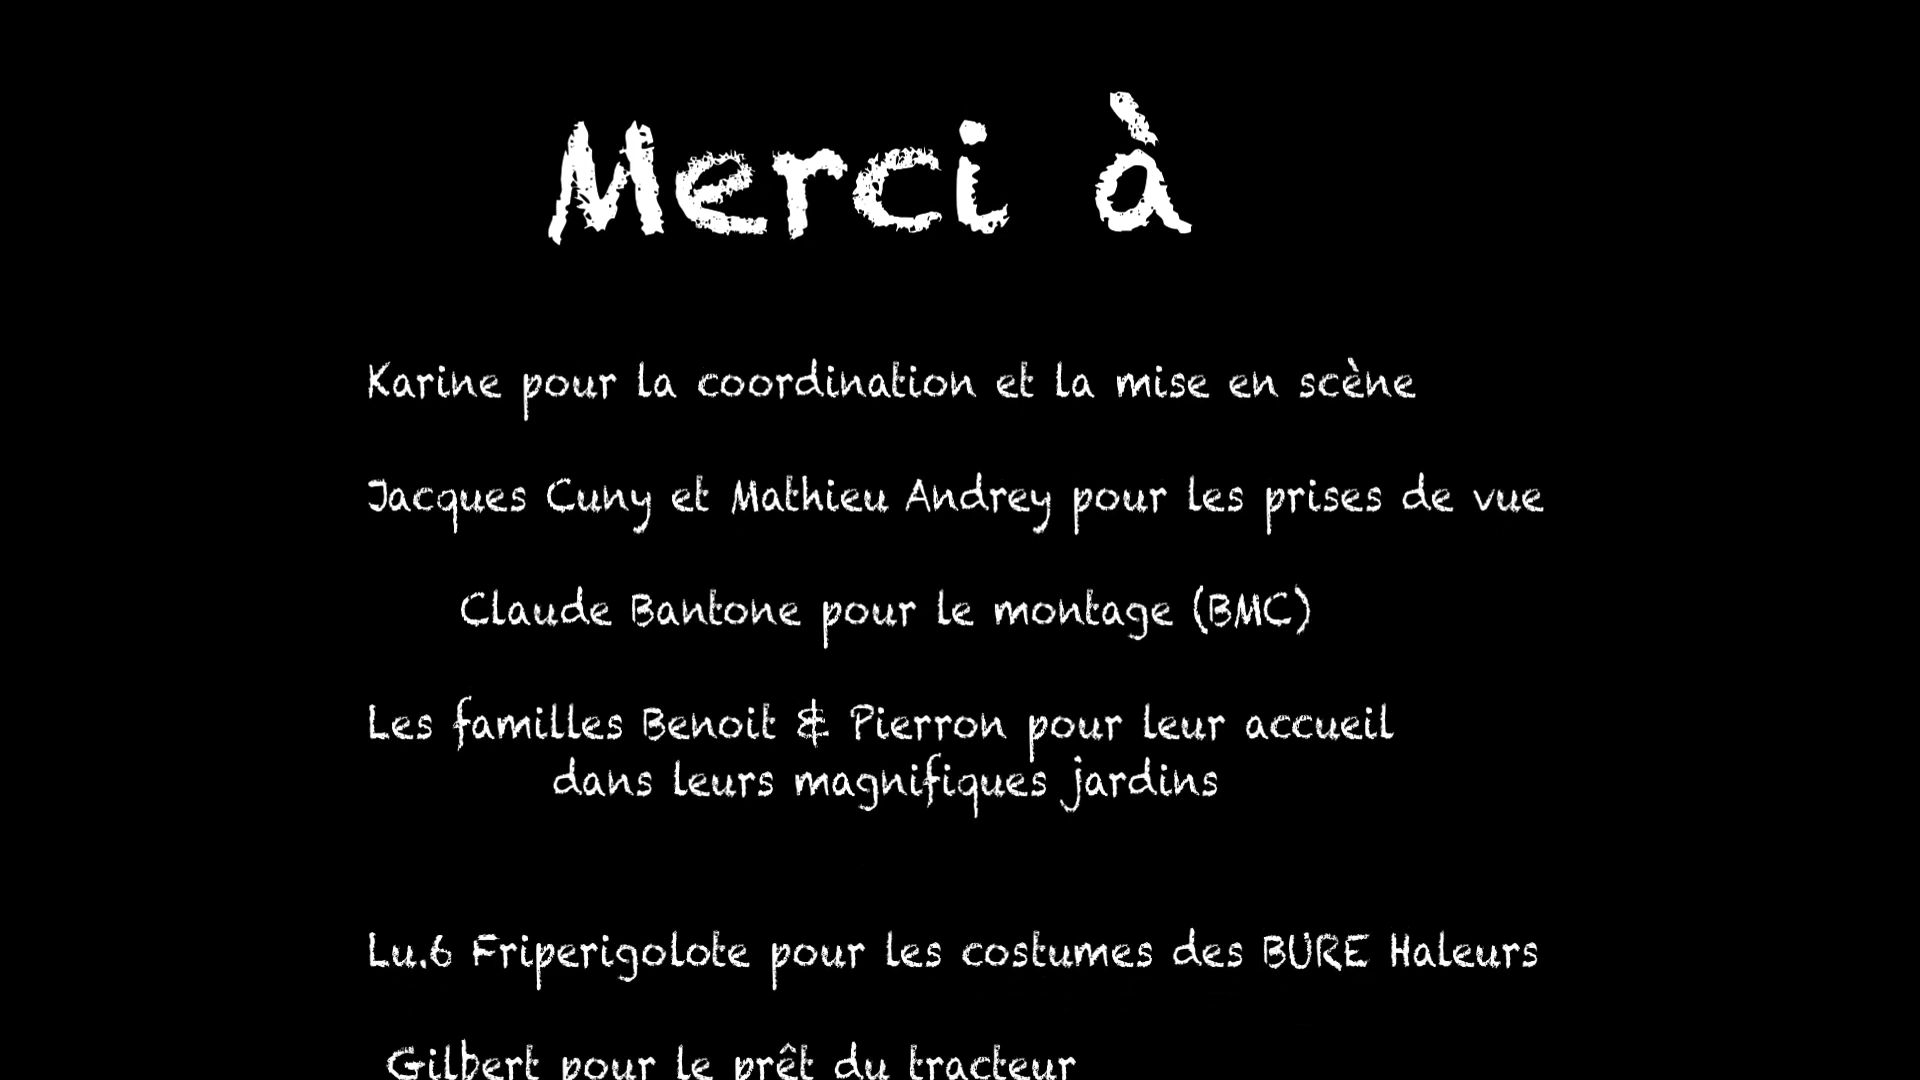 Merci à
Karine pour la coordination et la mise en scène
Jacques Cuny et Mathieu Andrey pour les prises de vue
Claude Bantone pour le montage (BMC)
Les familles Benoit & Pierron pour leur accueil
dans leurs magnifiques jardins
Lu.6 Friperigolote pour les costumes des BURE Haleurs
Gilbert pour le prêt du tracteur